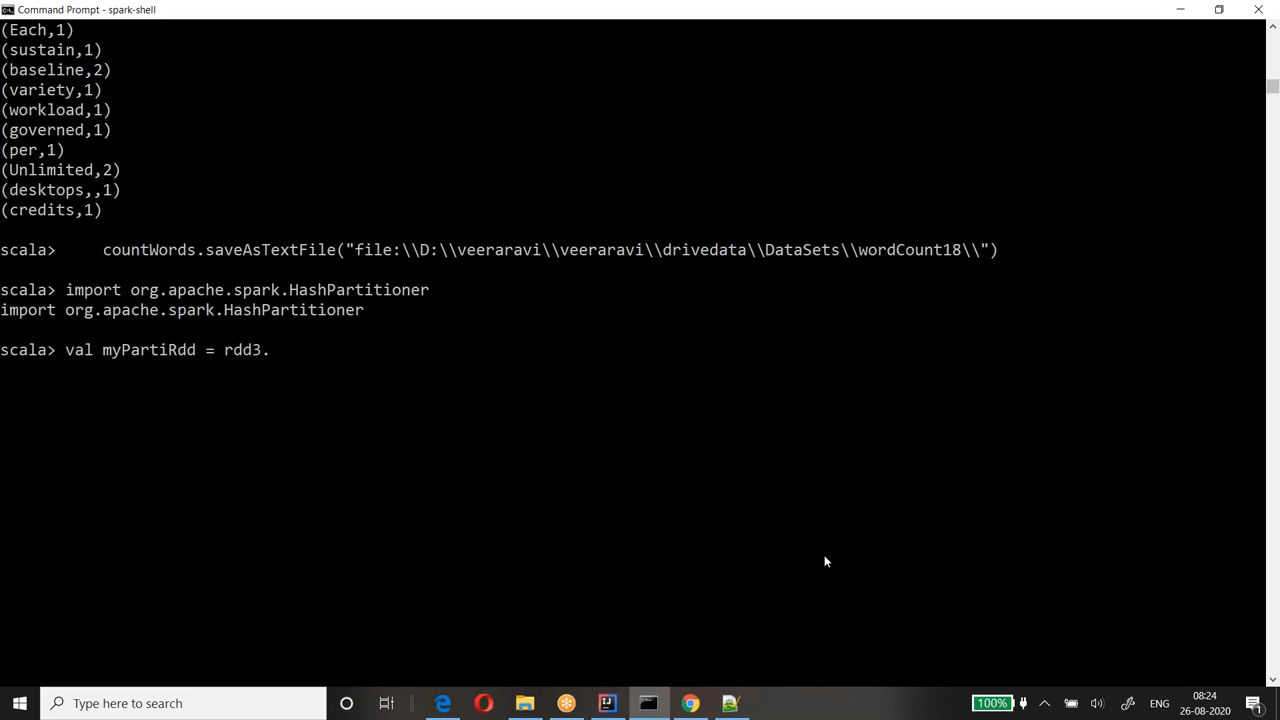 Command Prompt - spark-shell
(Each,1)
(sustain,1)
(baseline,2)
(variety,1)
(workload,1)
(governed,1)
(per,1)
(Unlimited,2)
(desktops,,1)
(credits,1)
scala>     countWords.saveAsTextFile("file:\\D:\\veeraravi\\veeraravi\\drivedata\\DataSets\\wordCount18\\")
scala> import org.apache.spark.HashPartitioner
import org.apache.spark.HashPartitioner
scala> val myPartiRdd = rdd3.
Type here to search
100%
ENG
08:24
26-08-2020
1